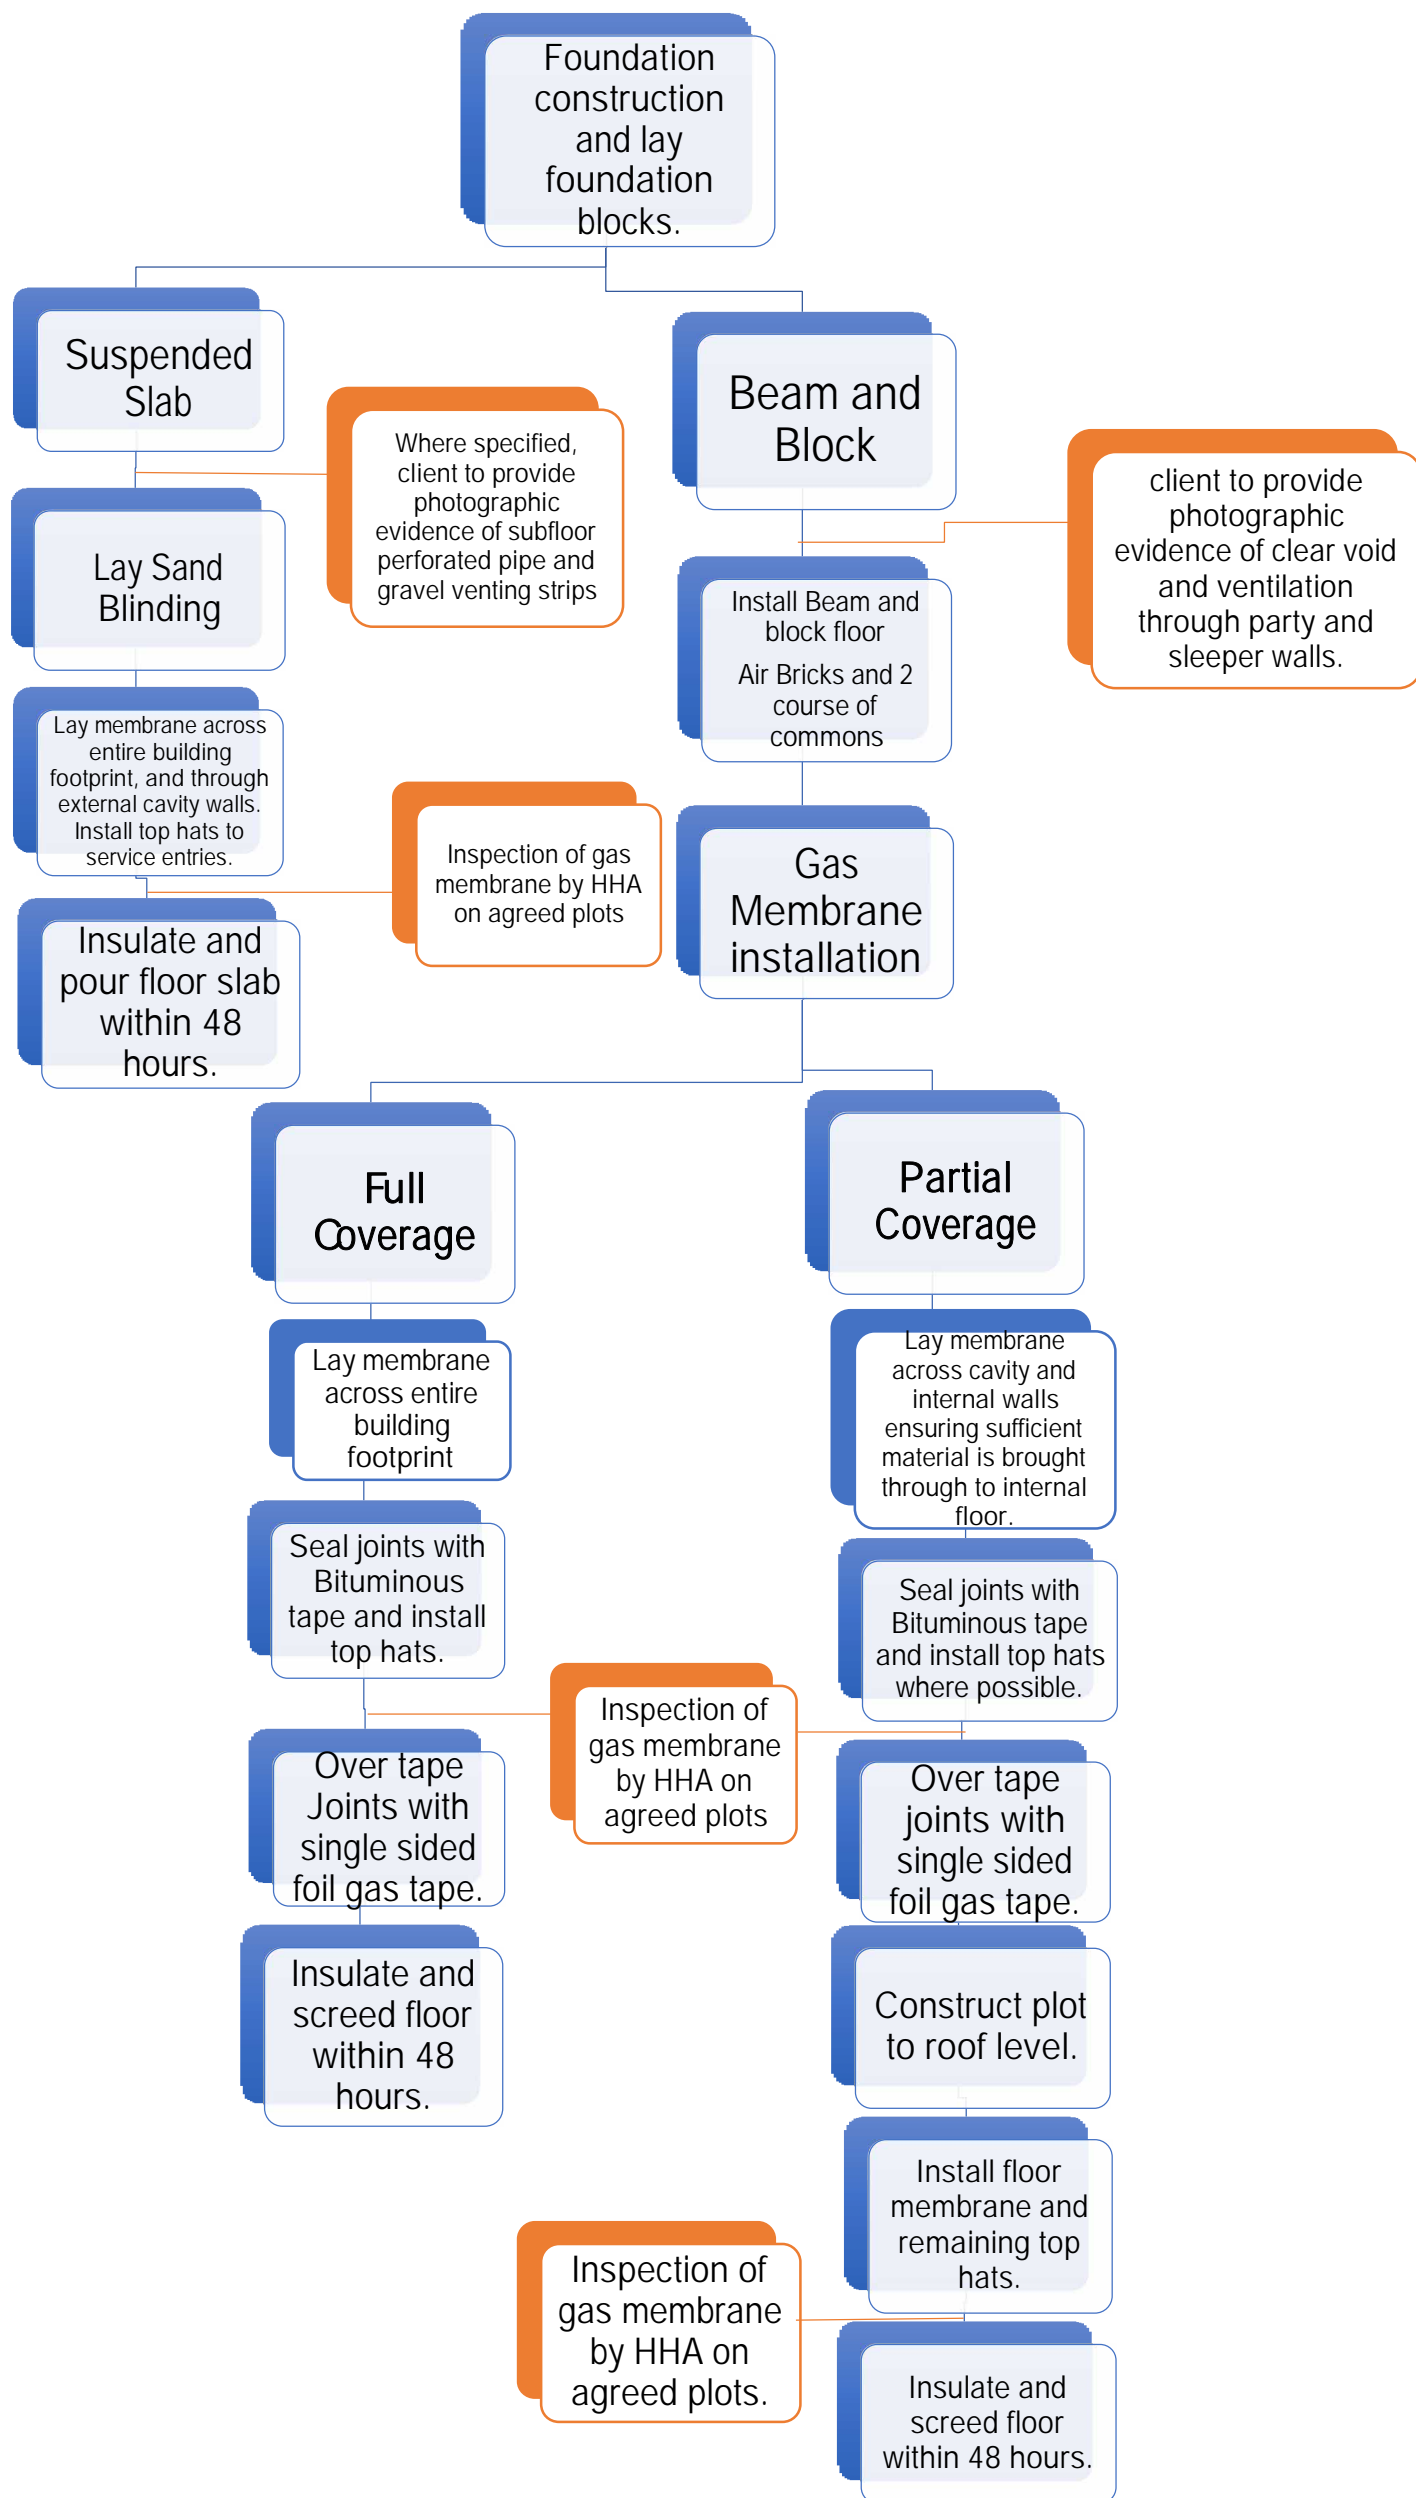 Foundation
construction
and lay
foundation
blocks.
Suspended
Slab
Beam and
Block
Where specified,
client to provide
photographic
evidence of subfloor
perforated pipe and
gravel venting strips
client to provide
photographic
evidence of clear void
and ventilation
through party and
sleeper walls.
Lay Sand
Blinding
Install Beam and
block floor
Air Bricks and 2
course of
commons
Lay membrane across
entire building
footprint, and through
external cavity walls.
Install top hats to
service entries.
Inspection of gas
membrane by HHA
on agreed plots
Gas
Membrane
installation
Insulate and
pour floor slab
within 48
hours.
Full
Coverage
Partial
Coverage
Lay membrane
across entire
building
footprint
Lay membrane
across cavity and
internal walls
ensuring sufficient
material is brought
through to internal
floor.
Seal joints with
Bituminous
tape and install
top hats.
Seal joints with
Bituminous tape
and install top hats
where possible.
Inspection of
gas membrane
by HHA on
agreed plots
Over tape
Joints with
single sided
foil gas tape.
Over tape
joints with
single sided
foil gas tape.
Insulate and
screed floor
within 48
hours.
Construct plot
to roof level.
Install floor
membrane and
remaining top
hats.
Inspection of
gas membrane
by HHA on
agreed plots.
Insulate and
screed floor
within 48 hours.